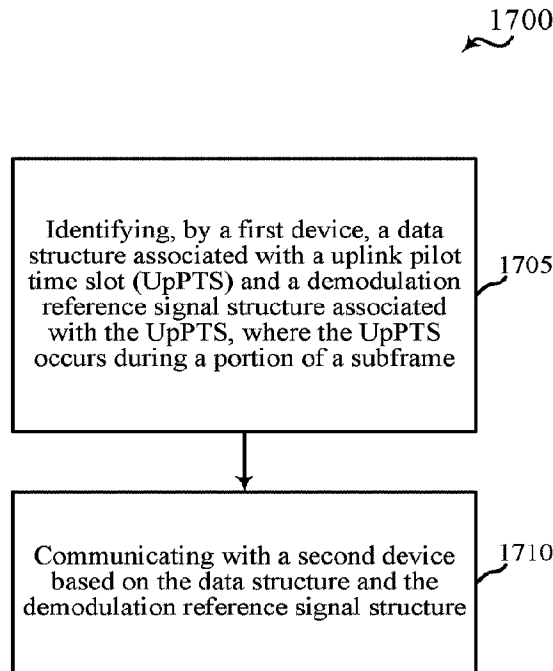 1700
Identifying, by a first device, a data
structure associated with a uplink pilot
time slot (UpPTS) and a demodulation
reference signal structure associated
with the UpPTS, where the UpPTS
occurs during a portion of a subframe
1705
Communicating with a second device
based on the data structure and the
demodulation reference signal structure
1710